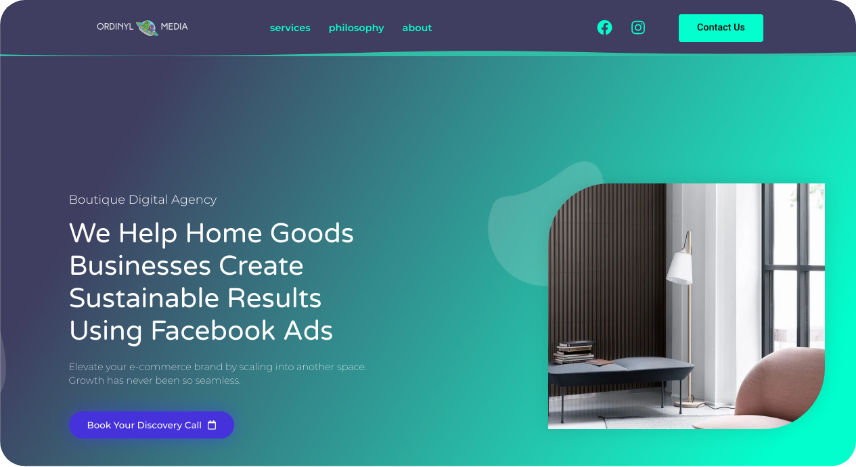 ORDINYL MEDIA
services philosophy about
Contact Us
Boutique Digital Agency
We Help Home Goods
Businesses Create
Sustainable Results
Using Facebook Ads
Elevate your e-commerce brand by scaling into another space.
Growth has never been so seamless.
Book Your Discovery Call